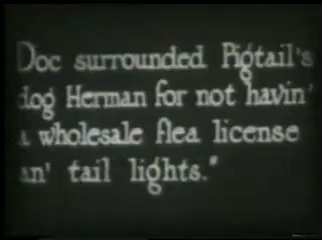 Doc surrounded Pigtail's
dog Herman for not havin'
a wholesale flea license
an' tail lights."